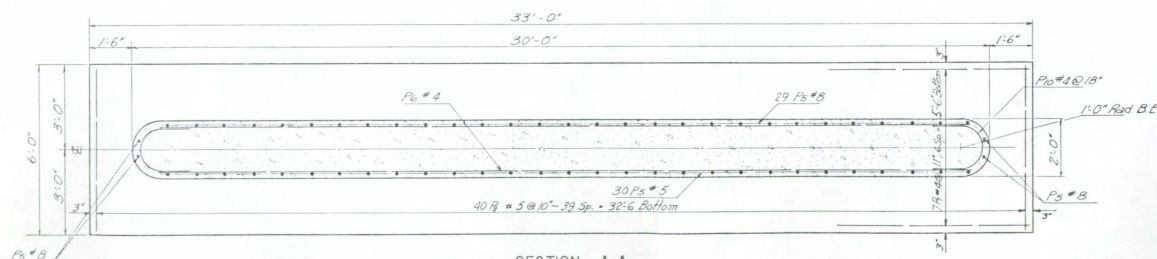 33'-0"
1'-6"
30'-0"
1'-6"
3"
P10 #4 @ 18"
P6 #4
29 P5 #8
1'-0" Rad B.E.
3'-0"
6'-0"
3'-0"
2'-0"
30 P5 #5
P5 #8
3"
40 P8 #5 @ 10" ~ 39 Sp. = 32'-6 Bottom
3"
3"
P5 #8
SECTION A-A